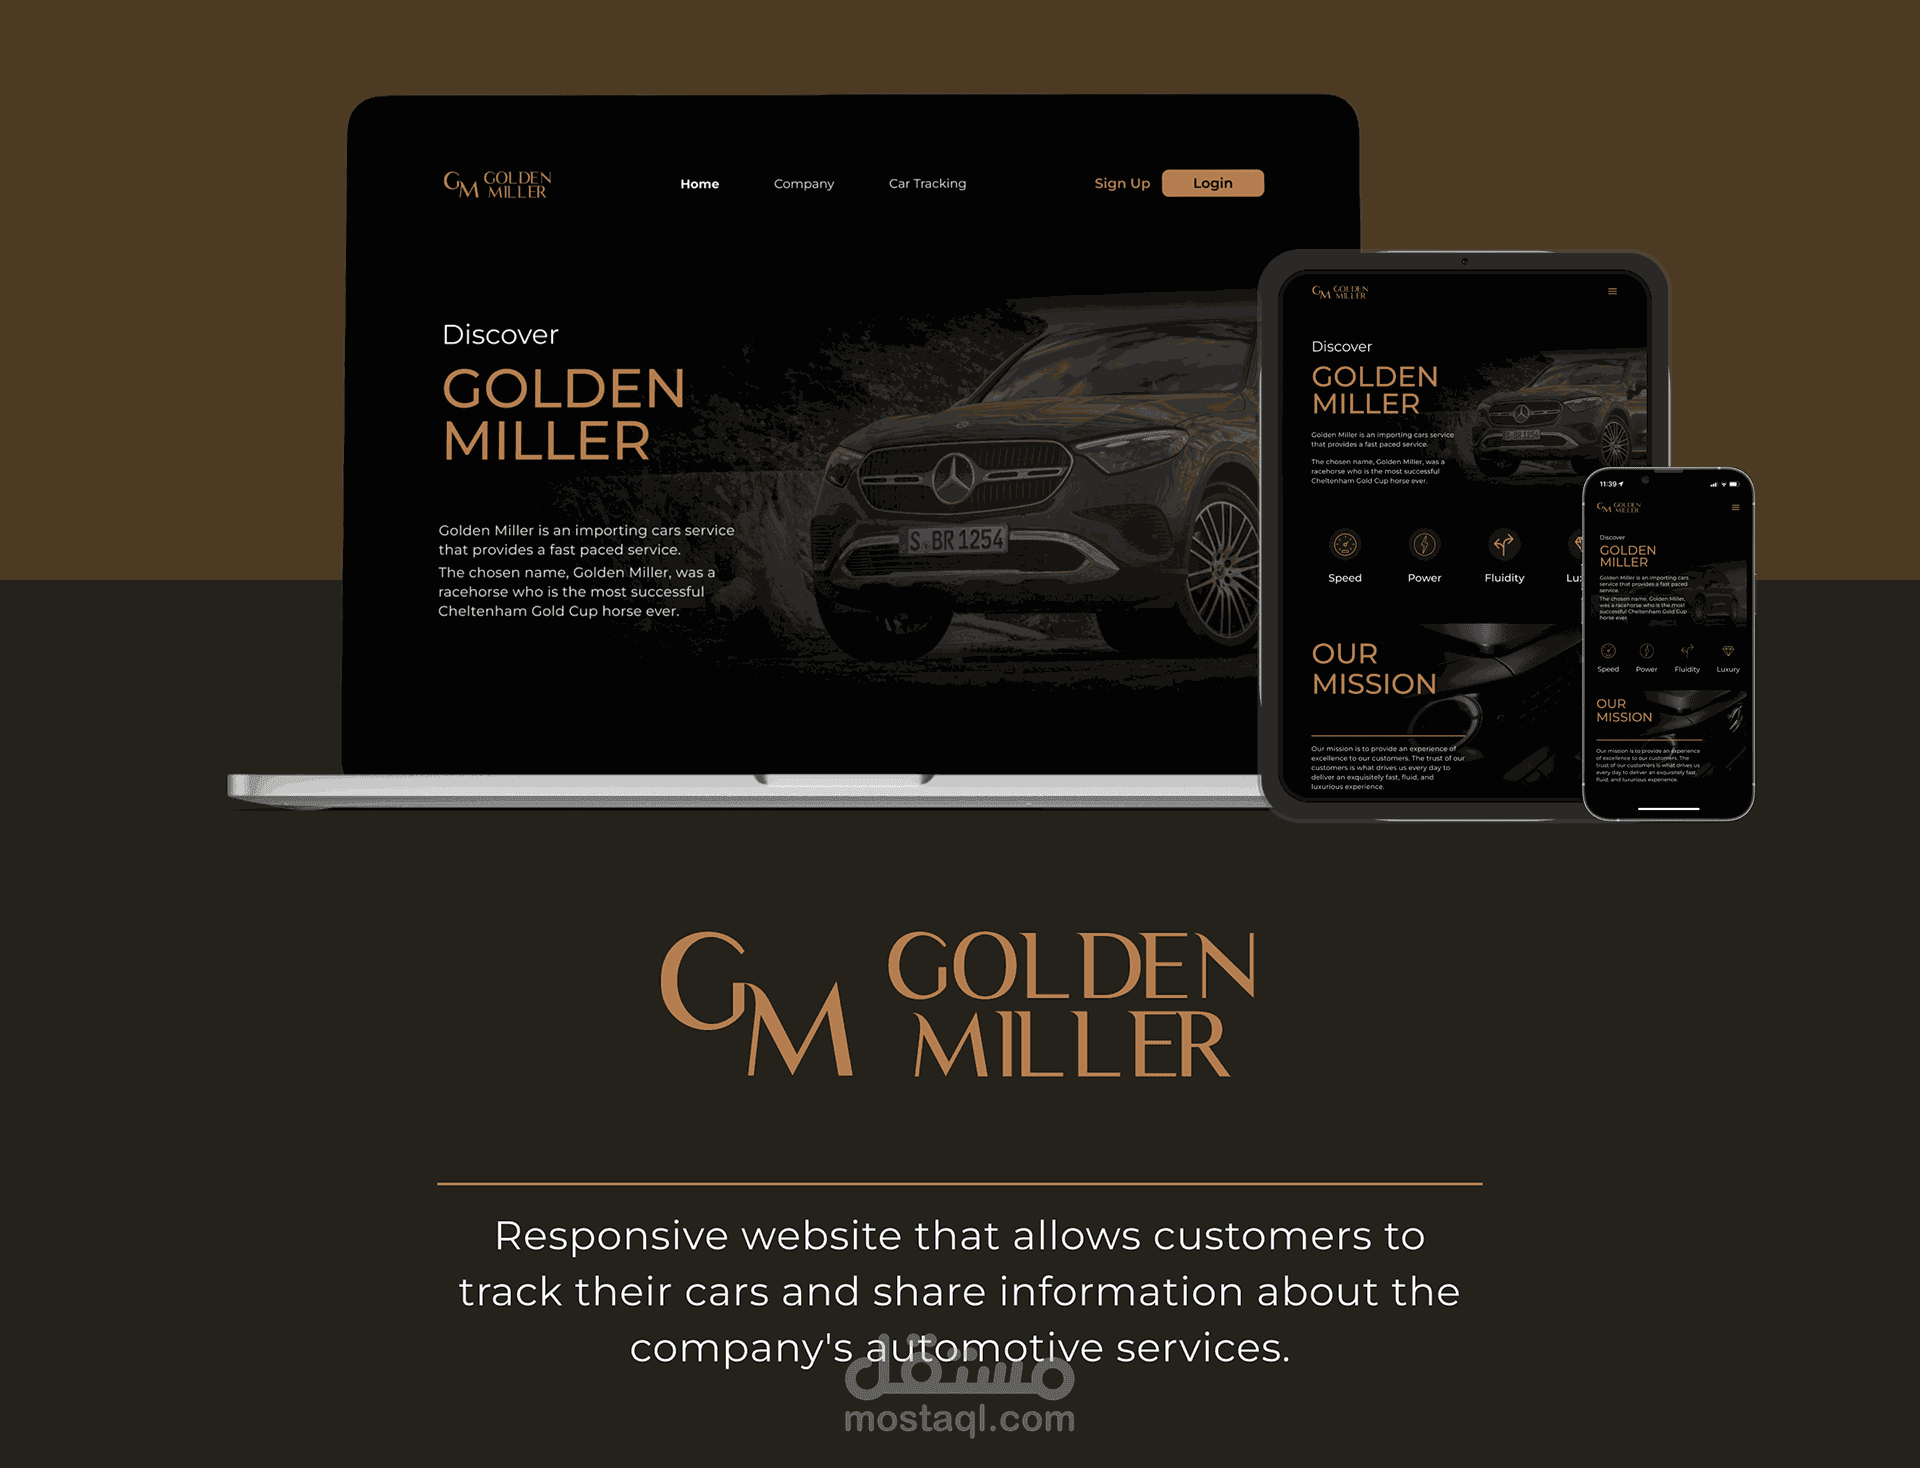 GM GOLDEN
MILLER
Home
Company
Car Tracking
Sign Up
Login
Discover
GOLDEN
MILLER
Golden Miller is an importing cars service
that provides a fast paced service.
The chosen name, Golden Miller, was a
racehorse who is the most successful
Cheltenham Gold Cup horse ever.
S BR 1254
GM GOLDEN
MILLER
Discover
GOLDEN
MILLER
Golden Miller is an importing cars service
that provides a fast paced service.
The chosen name, Golden Miller, was a
racehorse who is the most successful
Cheltenham Gold Cup horse ever.
S BR 1254
Speed
Power
Fluidity
Lux
OUR
MISSION
Our mission is to provide an experience of
excellence to our customers. The trust of our
customers is what drives us every day to
deliver an exquisitely fast, fluid, and
luxurious experience.
11:39
GM GOLDEN
MILLER
Discover
GOLDEN
MILLER
Golden Miller is an importing cars
service that provides a fast paced
service.
The chosen name, Golden Miller,
was a racehorse who is the most
successful Cheltenham Gold Cup
horse ever.
Speed
Power
Fluidity
Luxury
OUR
MISSION
Our mission is to provide an experience
of excellence to our customers. The
trust of our customers is what drives us
every day to deliver an exquisitely fast,
fluid, and luxurious experience.
GM GOLDEN
MILLER
Responsive website that allows customers to
track their cars and share information about the
company's automotive services.
مستقل
mostaql.com